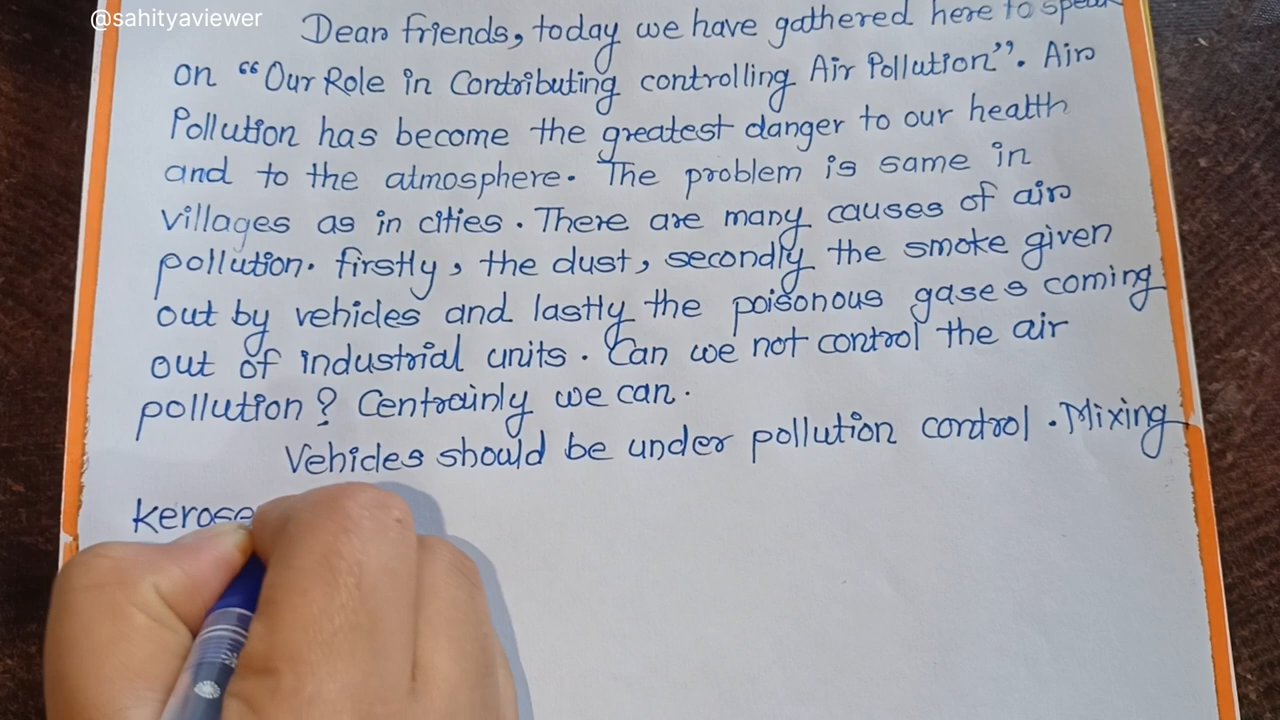 @sahityaviewer
Dear friends, today we have gathered here to speak
on "Our Role in Contributing controlling Air Pollution". Air
Pollution has become the greatest danger to our health
and to the atmosphere. The problem is same in
villages as in cities. There are many causes of air
pollution. firstly, the dust, secondly the smoke given
out by vehicles and lastly the poisonous gases coming
out of industrial units. Can we not control the air
pollution? Centrainly we can.
Vehicles should be under pollution control. Mixing
kerose